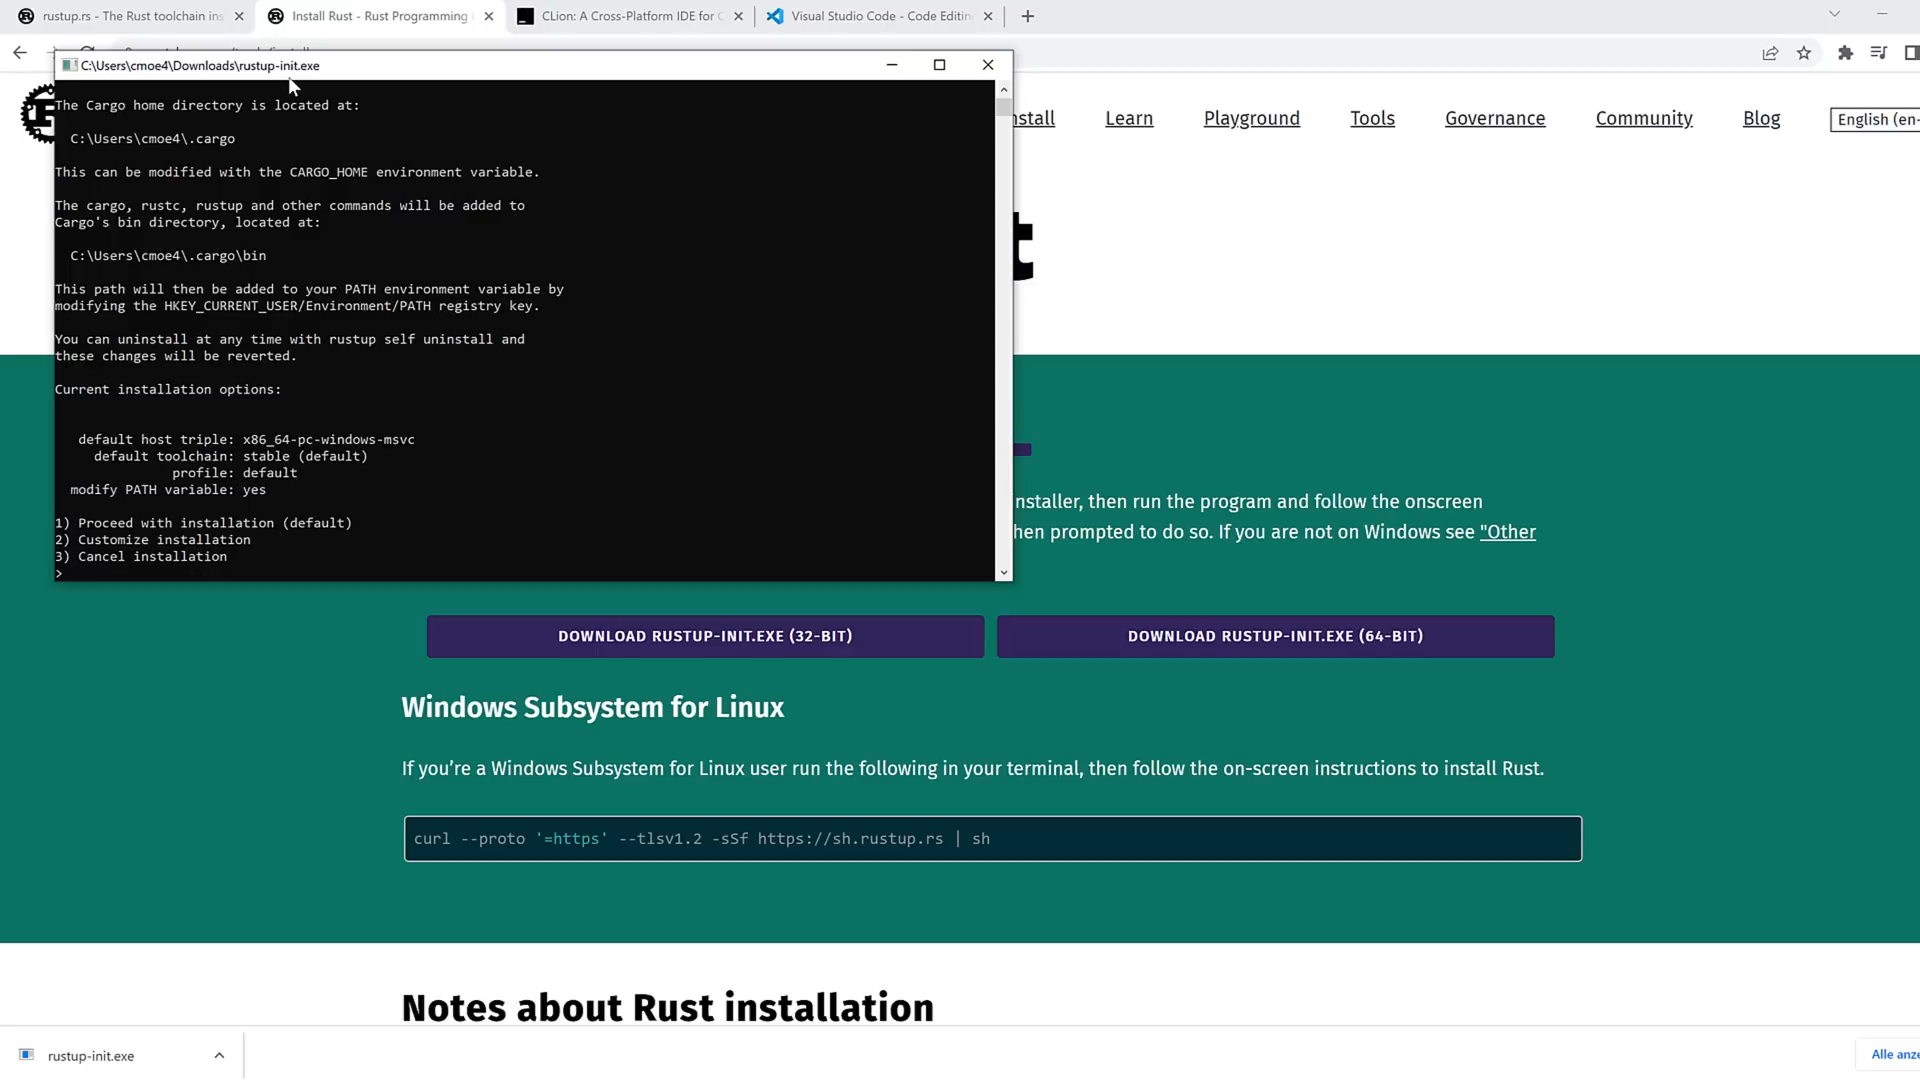 rustup.rs - The Rust toolchain ins
Install Rust - Rust Programming
CLion: A Cross-Platform IDE for C
Visual Studio Code - Code Editin
C:\Users\cmoe4\Downloads\rustup-init.exe
The Cargo home directory is located at:
C:\Users\cmoe4\.cargo
This can be modified with the CARGO_HOME environment variable.
The cargo, rustc, rustup and other commands will be added to
Cargo's bin directory, located at:
C:\Users\cmoe4\.cargo\bin
This path will then be added to your PATH environment variable by
modifying the HKEY_CURRENT_USER/Environment/PATH registry key.
You can uninstall at any time with rustup self uninstall and
these changes will be reverted.
Current installation options:
default host triple: x86_64-pc-windows-msvc
default toolchain: stable (default)
profile: default
modify PATH variable: yes
1) Proceed with installation (default)
2) Customize installation
3) Cancel installation
>
nstall
Learn
Playground
Tools
Governance
Community
Blog
English (en-
t
nstaller, then run the program and follow the onscreen
hen prompted to do so. If you are not on Windows see "Other
DOWNLOAD RUSTUP-INIT.EXE (32-BIT)
DOWNLOAD RUSTUP-INIT.EXE (64-BIT)
Windows Subsystem for Linux
If you’re a Windows Subsystem for Linux user run the following in your terminal, then follow the on-screen instructions to install Rust.
curl --proto '=https' --tlsv1.2 -sSf https://sh.rustup.rs | sh
Notes about Rust installation
rustup-init.exe
Alle anze